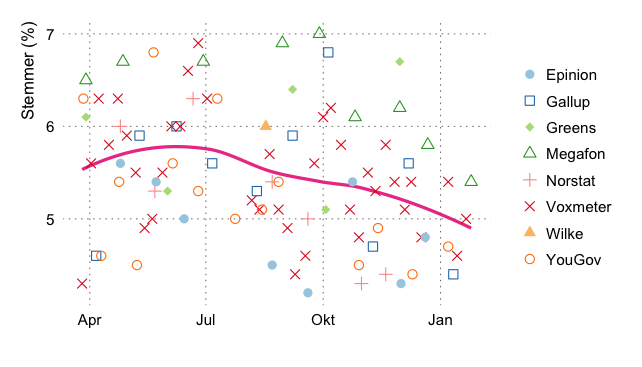 Stemmer (%)
7
6
5
Apr
Jul
Okt
Jan
Epinion
Gallup
Greens
Megafon
Norstat
Voxmeter
Wilke
YouGov